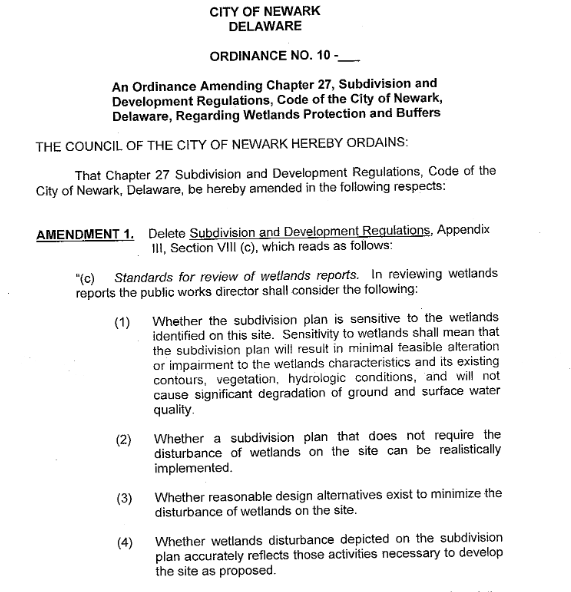 CITY OF NEWARK
DELAWARE
ORDINANCE NO. 10 -___
An Ordinance Amending Chapter 27, Subdivision and
Development Regulations, Code of the City of Newark,
Delaware, Regarding Wetlands Protection and Buffers
THE COUNCIL OF THE CITY OF NEWARK HEREBY ORDAINS:
That Chapter 27 Subdivision and Development Regulations, Code of the
City of Newark, Delaware, be hereby amended in the following respects:
AMENDMENT 1. Delete Subdivision and Development Regulations, Appendix
III, Section VIII (c), which reads as follows:
"(c) Standards for review of wetlands reports. In reviewing wetlands
reports the public works director shall consider the following:
(1) Whether the subdivision plan is sensitive to the wetlands
identified on this site. Sensitivity to wetlands shall mean that
the subdivision plan will result in minimal feasible alteration
or impairment to the wetlands characteristics and its existing
contours, vegetation, hydrologic conditions, and will not
cause significant degradation of ground and surface water
quality.
(2) Whether a subdivision plan that does not require the
disturbance of wetlands on the site can be realistically
implemented.
(3) Whether reasonable design alternatives exist to minimize the
disturbance of wetlands on the site.
(4) Whether wetlands disturbance depicted on the subdivision
plan accurately reflects those activities necessary to develop
the site as proposed.